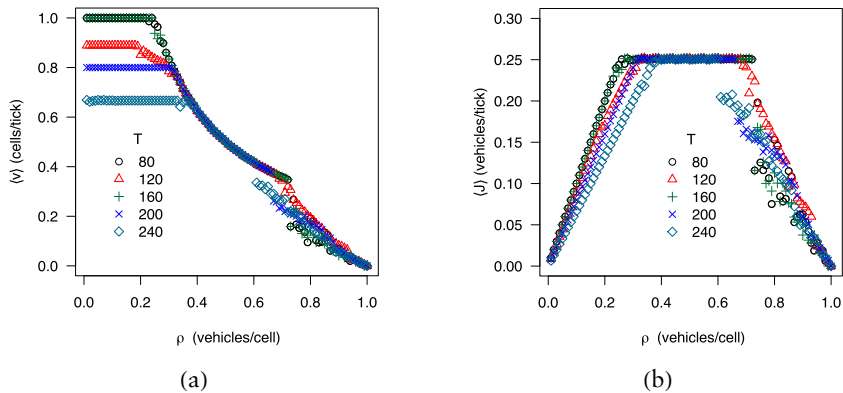 1.0
0.8
0.6
0.4
0.2
0.0
⟨v⟩ (cells/tick)
T
80
120
160
200
240
0.0 0.2 0.4 0.6 0.8 1.0
ρ (vehicles/cell)
(a)
0.30
0.25
0.20
0.15
0.10
0.05
0.00
⟨J⟩ (vehicles/tick)
T
80
120
160
200
240
0.0 0.2 0.4 0.6 0.8 1.0
ρ (vehicles/cell)
(b)